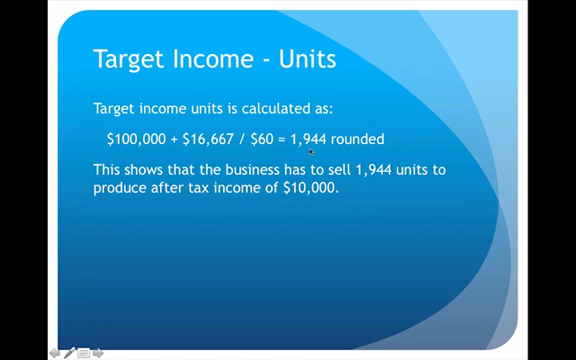 Target Income - Units
Target income units is calculated as:
$100,000 + $16,667 / $60 = 1,944 rounded
This shows that the business has to sell 1,944 units to
produce after tax income of $10,000.